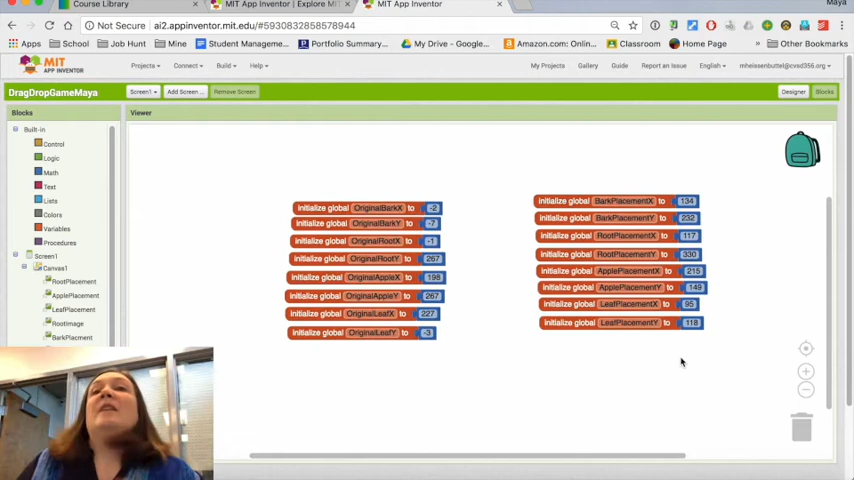 Course Library
MIT App Inventor | Explore MI
MIT App Inventor
Maya
Not Secure | ai2.appinventor.mit.edu/#5930832858578944
Apps School Job Hunt Mine Student Manageme... Portfolio Summary... My Drive - Google... Amazon.com: Onlin... Classroom Home Page » Other Bookmarks
MIT
APP INVENTOR
Projects Connect Build Help My Projects Gallery Guide Report an Issue English mheissenbuttel@cvsd356.org
DragDropGameMaya Screen1 Add Screen ... Remove Screen Designer Blocks
Blocks
Viewer
Built-in
Control
Logic
Math
Text
Lists
Colors
Variables
Procedures
Screen1
Canvas1
RootPlacement
ApplePlacement
LeafPlacement
RootImage
BarkPlacment
initialize global OriginalBarkX to -2
initialize global OriginalBarkY to -7
initialize global OriginalRootX to -1
initialize global OriginalRootY to 267
initialize global OriginalAppleX to 198
initialize global OriginalAppleY to 267
initialize global OriginalLeafX to 227
initialize global OriginalLeafY to -3
initialize global BarkPlacementX to 134
initialize global BarkPlacementY to 232
initialize global RootPlacementX to 117
initialize global RootPlacementY to 330
initialize global ApplePlacementX to 215
initialize global ApplePlacementY to 149
initialize global LeafPlacementX to 95
initialize global LeafPlacementY to 118